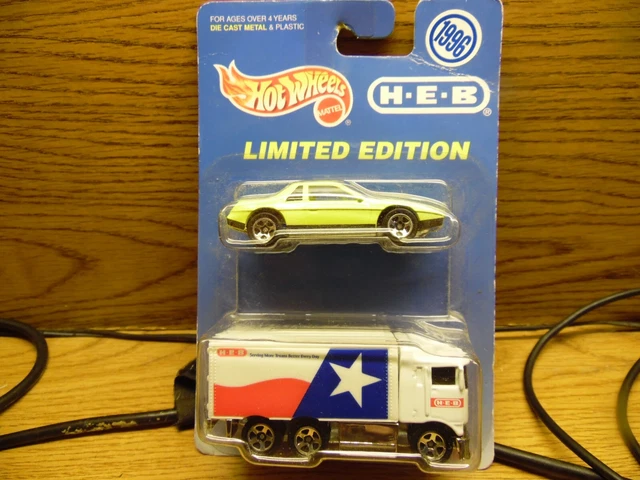 FOR AGES OVER 4 YEARS
DIE CAST METAL & PLASTIC
1996
HOT WHEELS
MATTEL
®
H·E·B
®
LIMITED EDITION
H·E·B
H·E·B